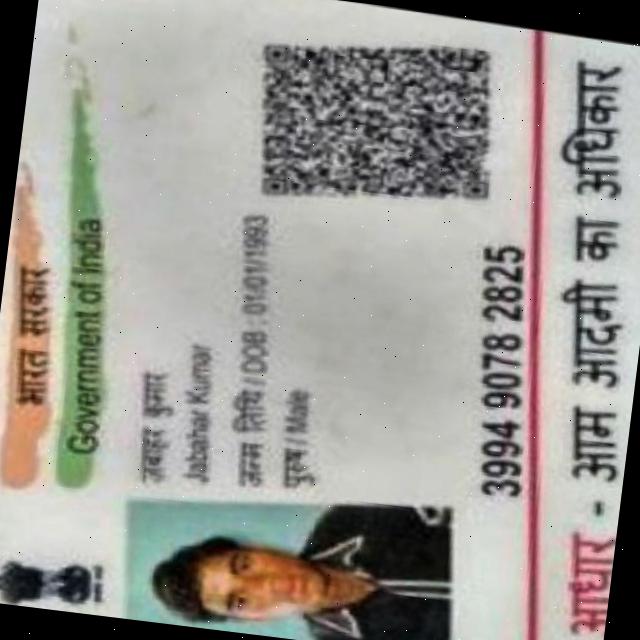 भारत सरकार
Government of India
जबाहर कुमार
Jabahar Kumar
जन्म तिथि / DOB : 01/01/1993
पुरुष / Male
3994 9078 2825
आधार - आम आदमी का अधिकार